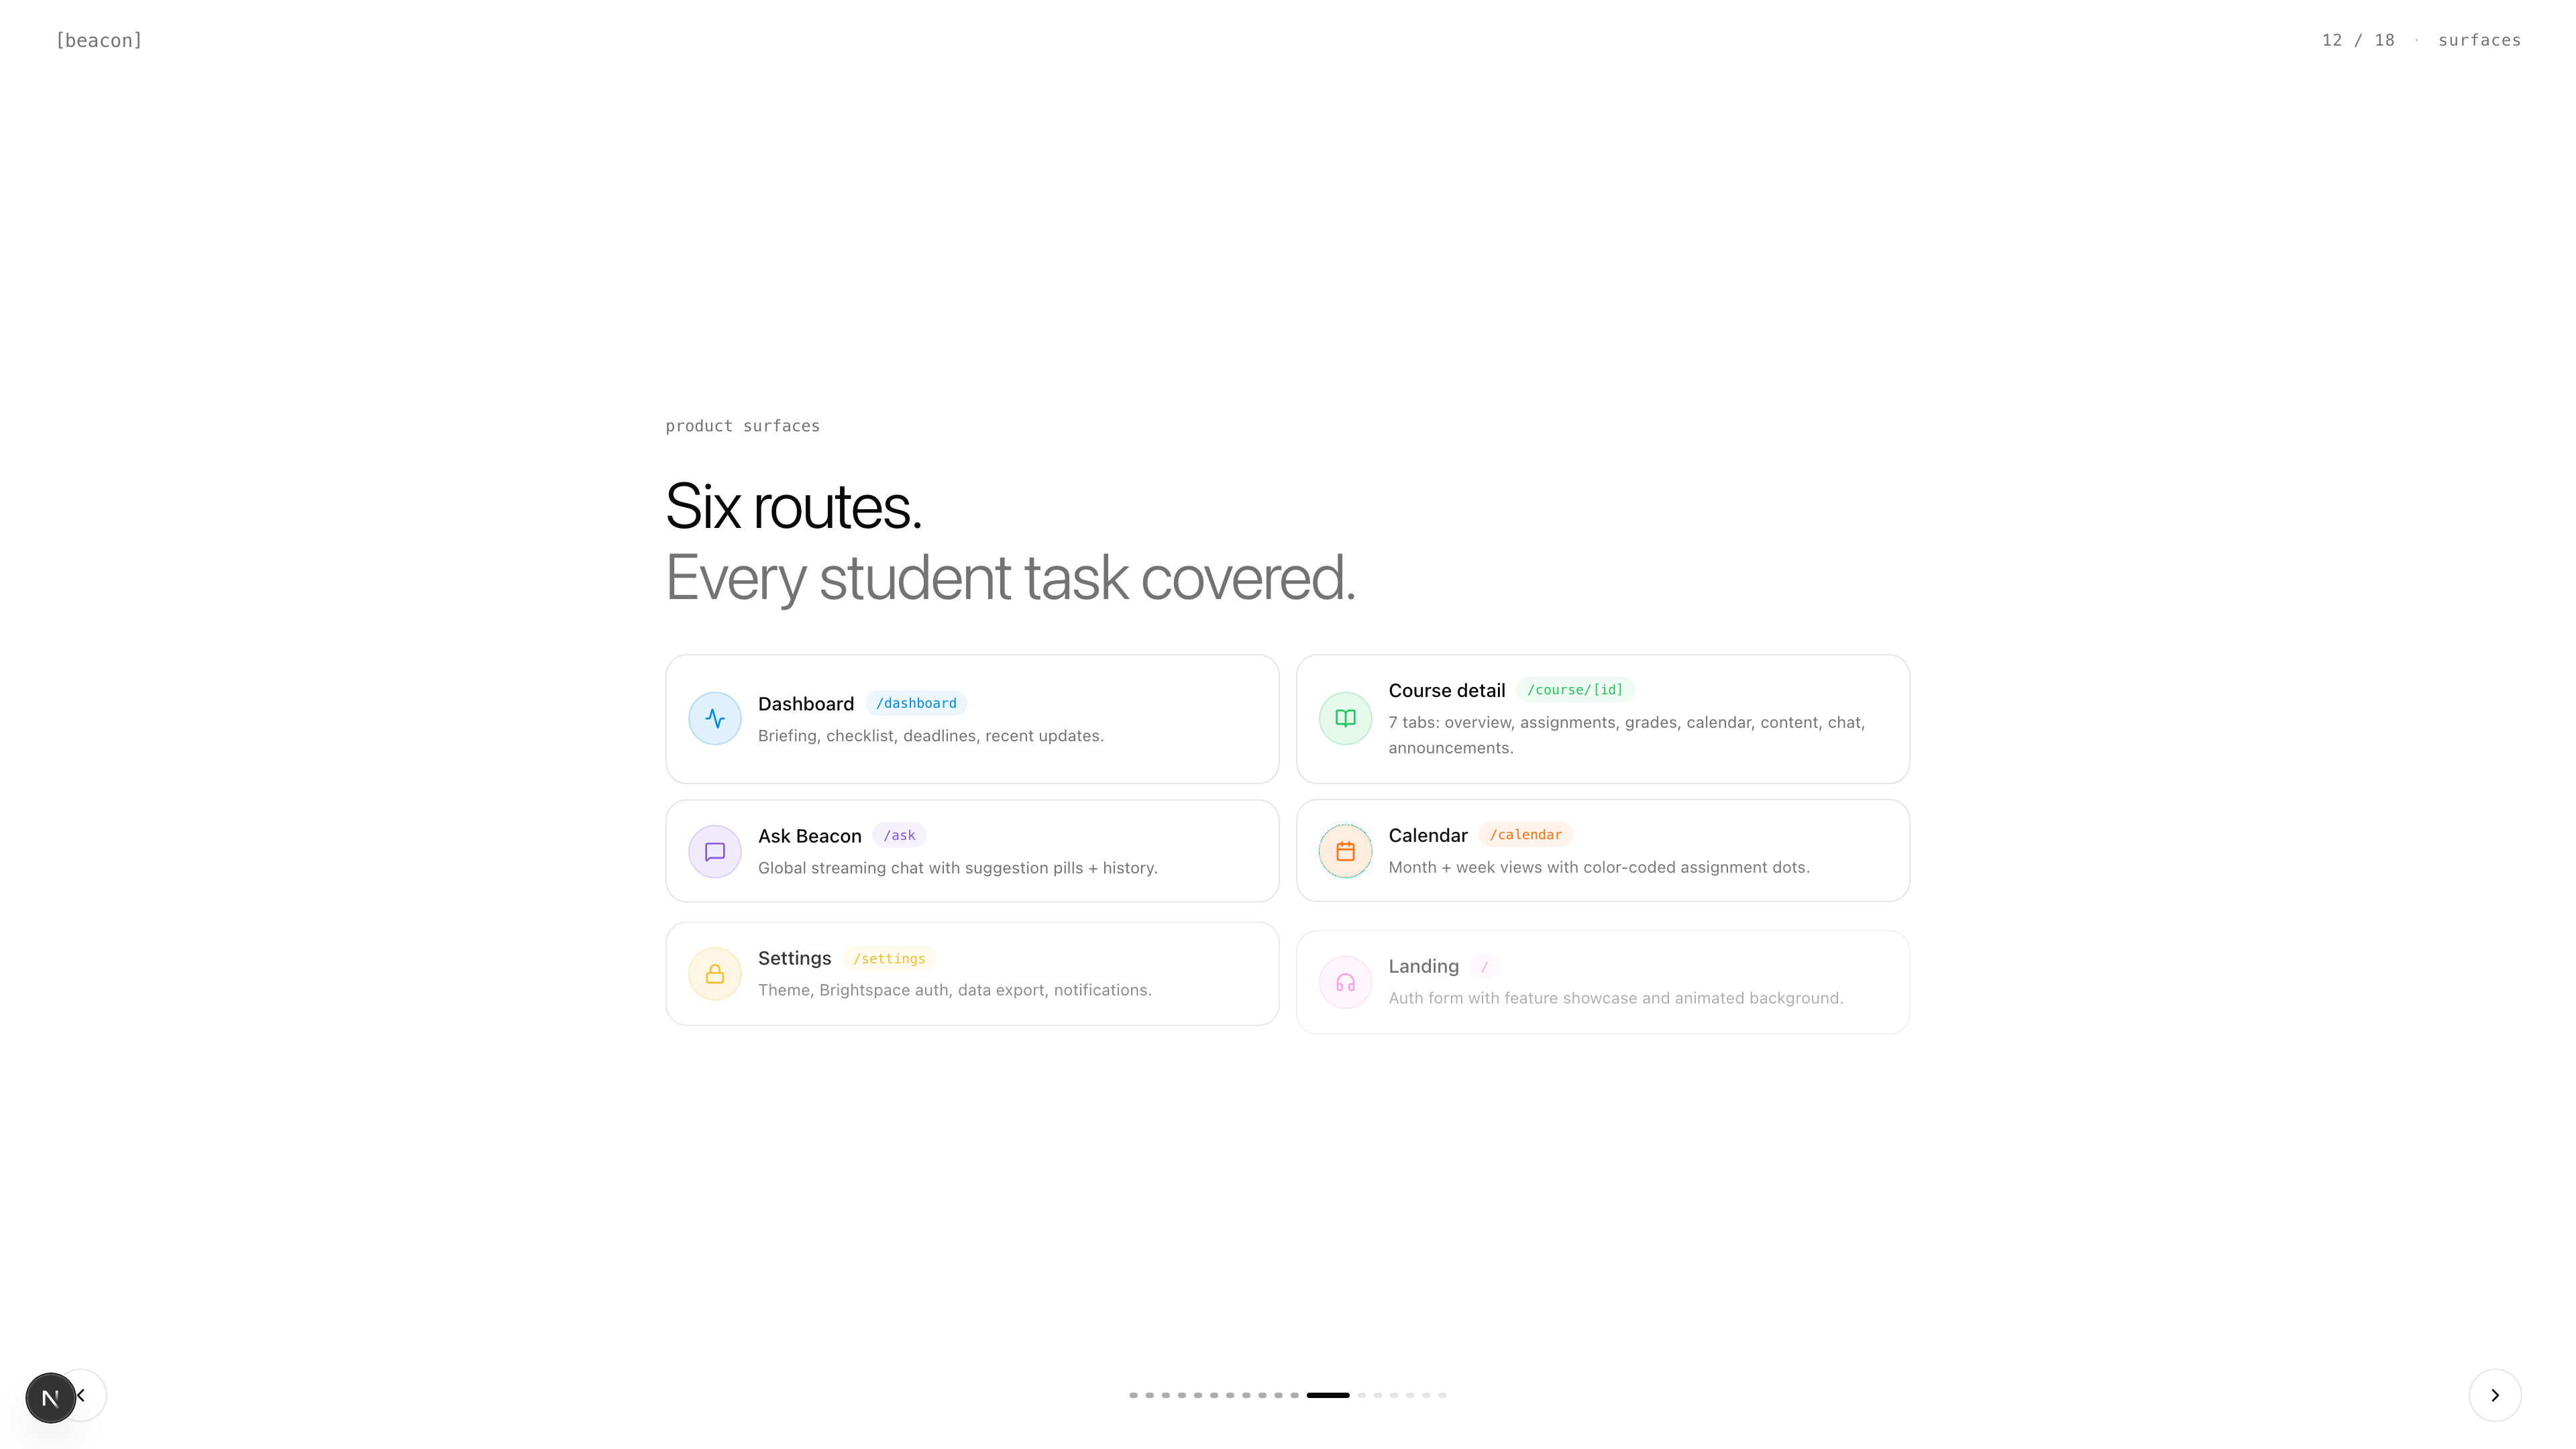 [beacon]
12 / 18 · surfaces
product surfaces
Six routes.
Every student task covered.
Dashboard /dashboard
Briefing, checklist, deadlines, recent updates.
Course detail /course/[id]
7 tabs: overview, assignments, grades, calendar, content, chat,
announcements.
Ask Beacon /ask
Global streaming chat with suggestion pills + history.
Calendar /calendar
Month + week views with color-coded assignment dots.
Settings /settings
Theme, Brightspace auth, data export, notifications.
Landing /
Auth form with feature showcase and animated background.
N